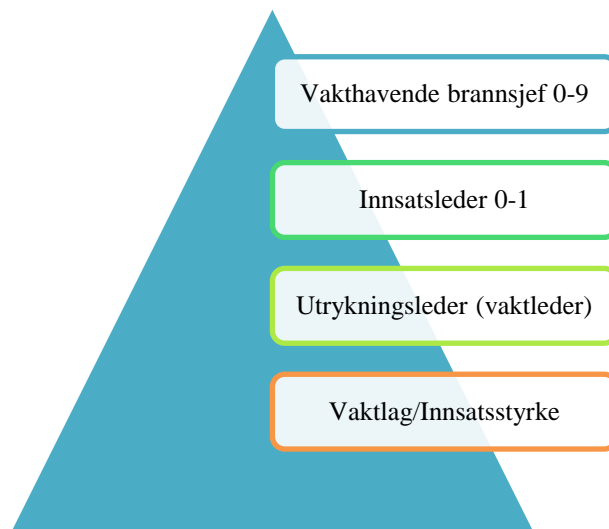 Vakthavende brannsjef 0-9
Innsatsleder 0-1
Utrykningsleder (vaktleder)
Vaktlag/Innsatsstyrke